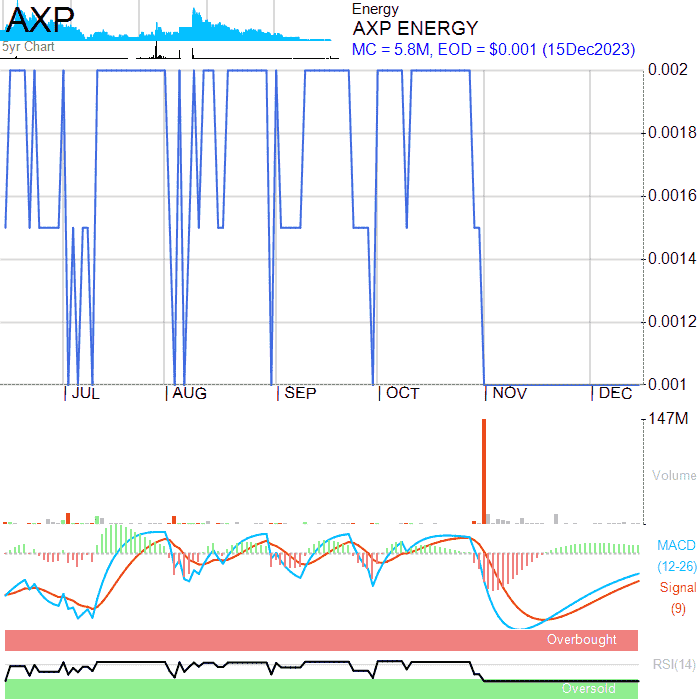 AXP
5yr Chart
Energy
AXP ENERGY
MC = 5.8M, EOD = $0.001 (15Dec2023)
0.002
0.0018
0.0016
0.0014
0.0012
0.001
JUL AUG SEP OCT NOV DEC
147M
Volume
MACD
(12-26)
Signal
(9)
Overbought
RSI(14)
Oversold